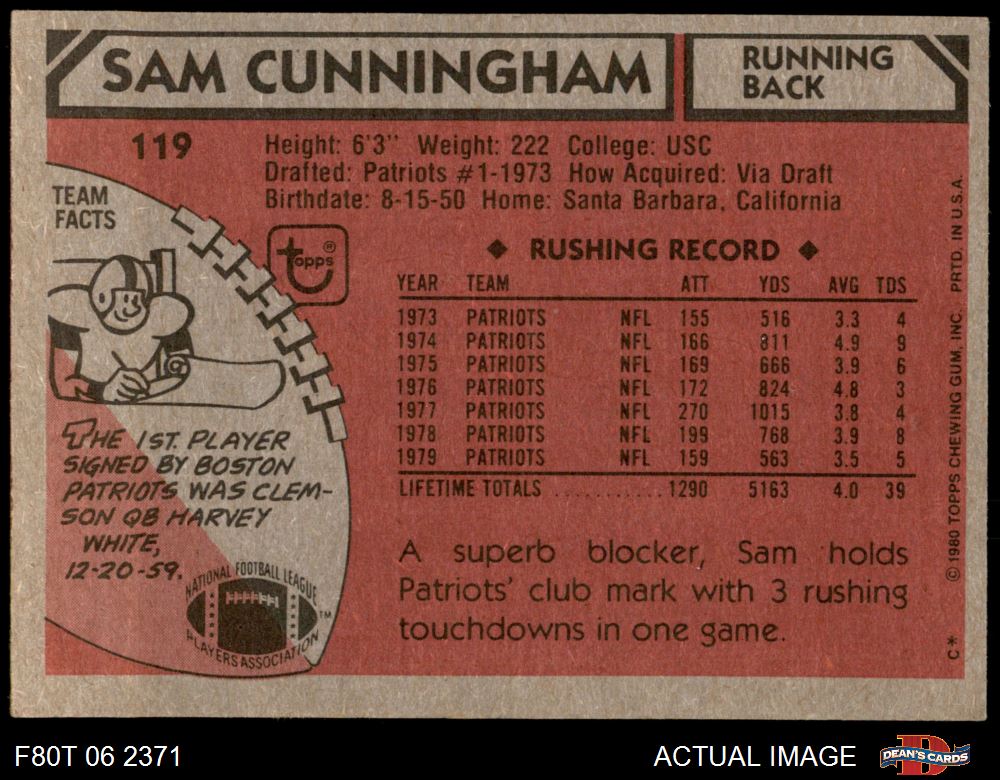 SAM CUNNINGHAM
RUNNING
BACK
119
Height: 6'3" Weight: 222 College: USC
Drafted: Patriots #1-1973 How Acquired: Via Draft
Birthdate: 8-15-50 Home: Santa Barbara, California
TEAM
FACTS
topps®
◆ RUSHING RECORD ◆
YEAR TEAM ATT YDS AVG TDS
1973 PATRIOTS NFL 155 516 3.3 4
1974 PATRIOTS NFL 166 811 4.9 9
1975 PATRIOTS NFL 169 666 3.9 6
1976 PATRIOTS NFL 172 824 4.8 3
1977 PATRIOTS NFL 270 1015 3.8 4
1978 PATRIOTS NFL 199 768 3.9 8
1979 PATRIOTS NFL 159 563 3.5 5
LIFETIME TOTALS .......... 1290 5163 4.0 39
THE 1ST. PLAYER
SIGNED BY BOSTON
PATRIOTS WAS CLEM-
SON QB HARVEY
WHITE,
12-20-59.
NATIONAL FOOTBALL LEAGUE
PLAYERS ASSOCIATION
TM
A superb blocker, Sam holds
Patriots' club mark with 3 rushing
touchdowns in one game.
C* © 1980 TOPPS CHEWING GUM, INC. PRTD. IN U.S.A.
F80T 06 2371
ACTUAL IMAGE
DEAN'S CARDS